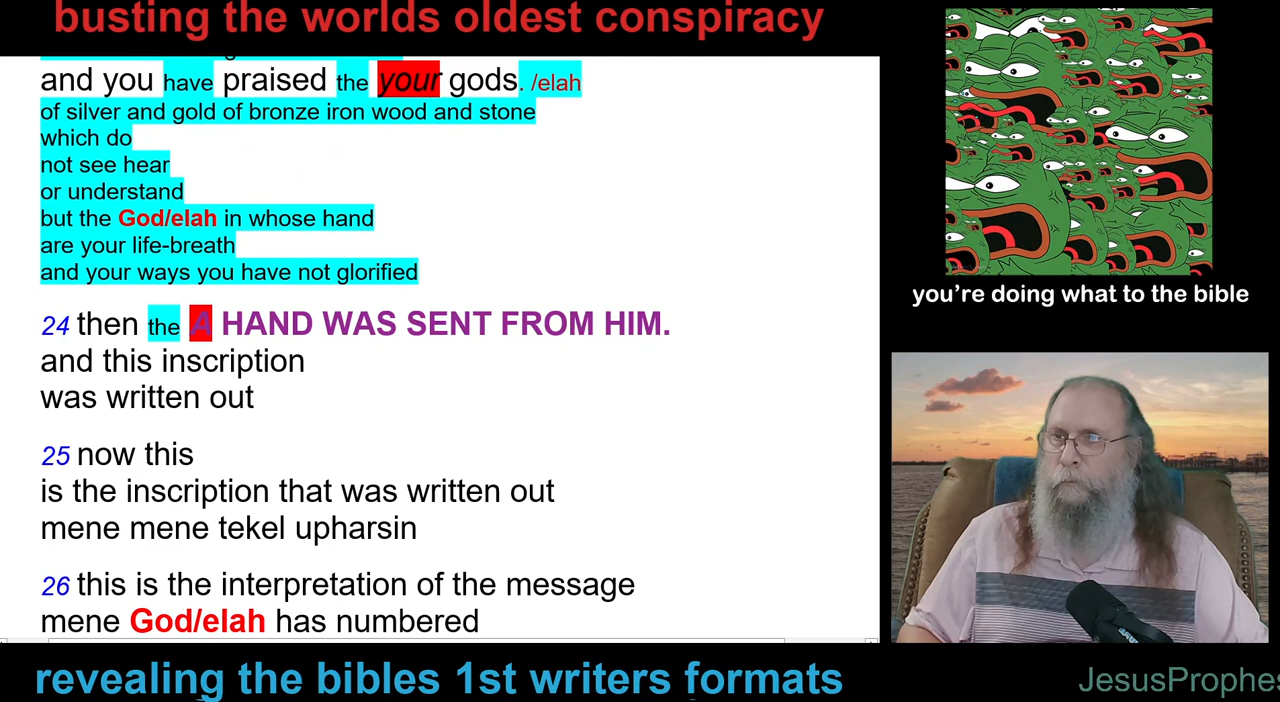 busting the worlds oldest conspiracy
and you have praised the your gods. /elah
of silver and gold of bronze iron wood and stone
which do
not see hear
or understand
but the God/elah in whose hand
are your life-breath
and your ways you have not glorified
24 then the A HAND WAS SENT FROM HIM.
and this inscription
was written out
25 now this
is the inscription that was written out
mene mene tekel upharsin
26 this is the interpretation of the message
mene God/elah has numbered
you're doing what to the bible
revealing the bibles 1st writers formats
JesusProphes